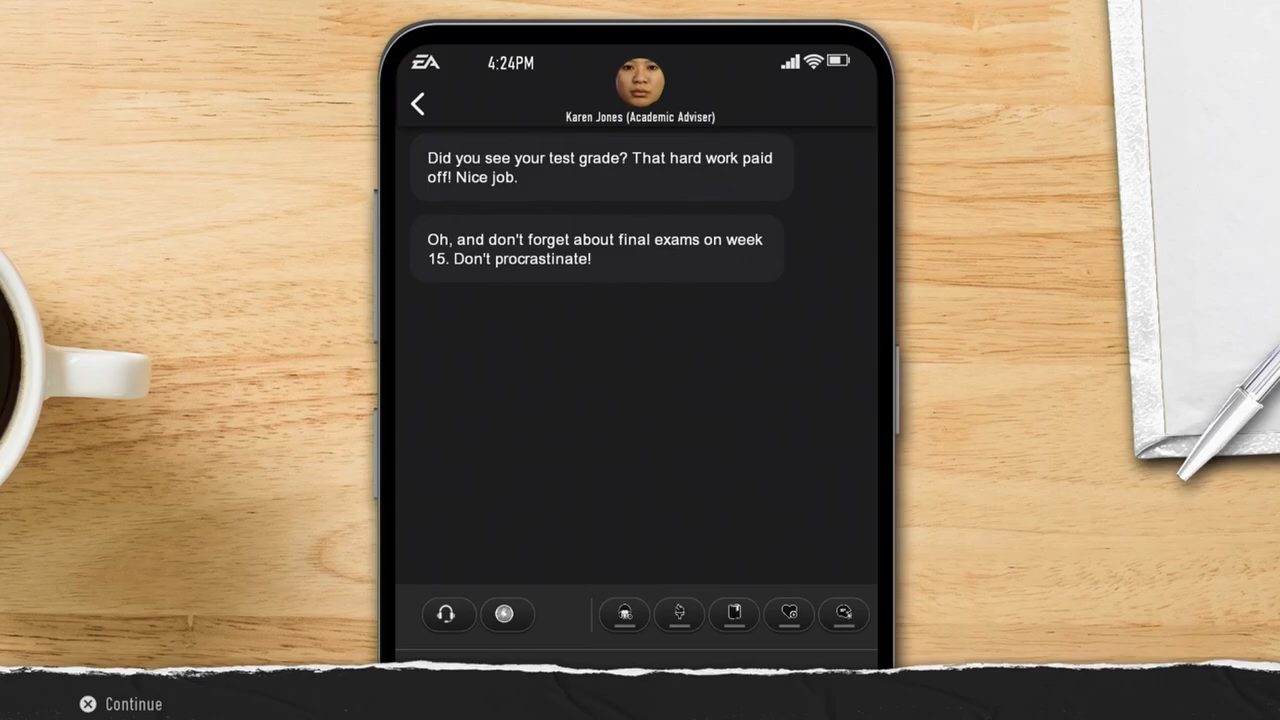 EA
4:24PM
Karen Jones (Academic Adviser)
Did you see your test grade? That hard work paid
off! Nice job.
Oh, and don't forget about final exams on week
15. Don't procrastinate!
Continue